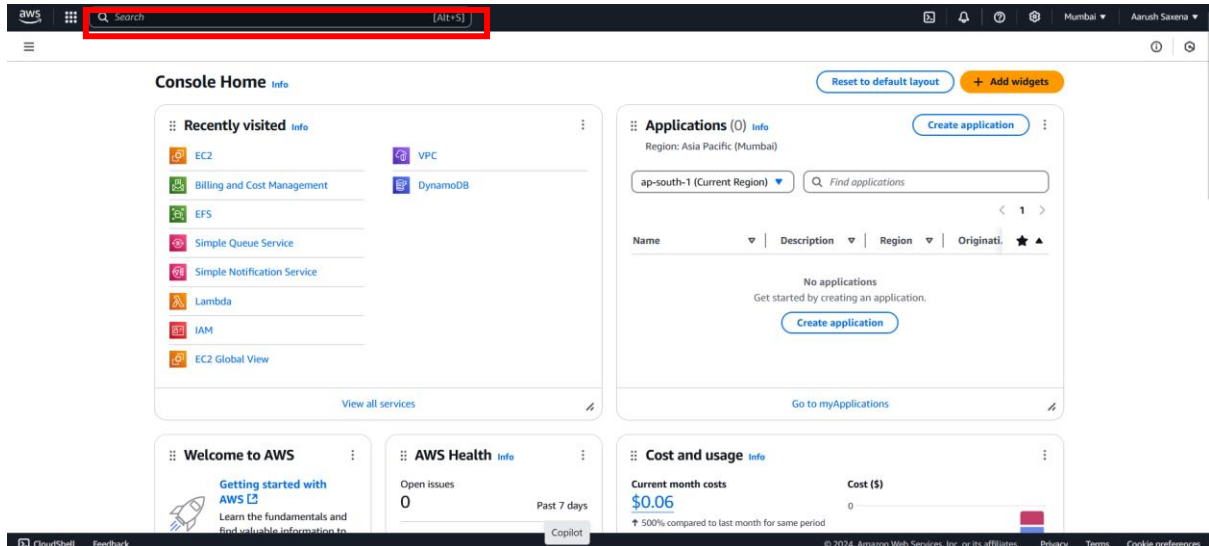 aws
Search [Alt+S]
Mumbai ▼ Aarush Saxena ▼
Console Home Info
Reset to default layout
+ Add widgets
Recently visited Info
EC2
Billing and Cost Management
EFS
Simple Queue Service
Simple Notification Service
Lambda
IAM
EC2 Global View
VPC
DynamoDB
View all services
Applications (0) Info
Create application
Region: Asia Pacific (Mumbai)
ap-south-1 (Current Region) ▼
Find applications
< 1 >
Name Description Region Originati.
No applications
Get started by creating an application.
Create application
Go to myApplications
Welcome to AWS
Getting started with
AWS
Learn the fundamentals and
find valuable information to
AWS Health Info
Open issues
0
Past 7 days
Cost and usage Info
Current month costs
$0.06
↑ 500% compared to last month for same period
Cost ($)
0
Copilot
CloudShell Feedback
© 2024, Amazon Web Services, Inc. or its affiliates. Privacy Terms Cookie preferences